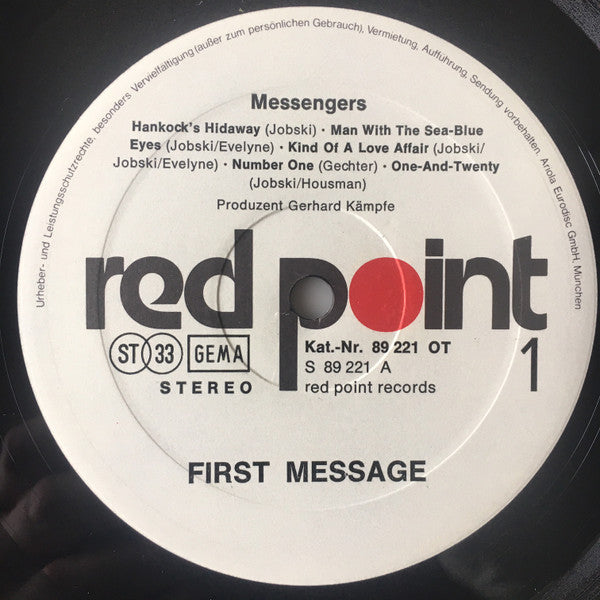 Urheber- und Leistungsschutzrechte, besonders Vervielfältigung (außer zum persönlichen Gebrauch), Vermietung, Aufführung, Sendung vorbehalten. Ariola Eurodisc GmbH, München
Messengers
Hankock's Hidaway (Jobski) · Man With The Sea-Blue
Eyes (Jobski/Evelyne) · Kind Of A Love Affair (Jobski/
Jobski/Evelyne) · Number One (Gechter) · One-And-Twenty
(Jobski/Housman)
Produzent Gerhard Kämpfe
red point
ST 33 GEMA
STEREO
Kat.-Nr. 89 221 OT
S 89 221 A
red point records
1
FIRST MESSAGE